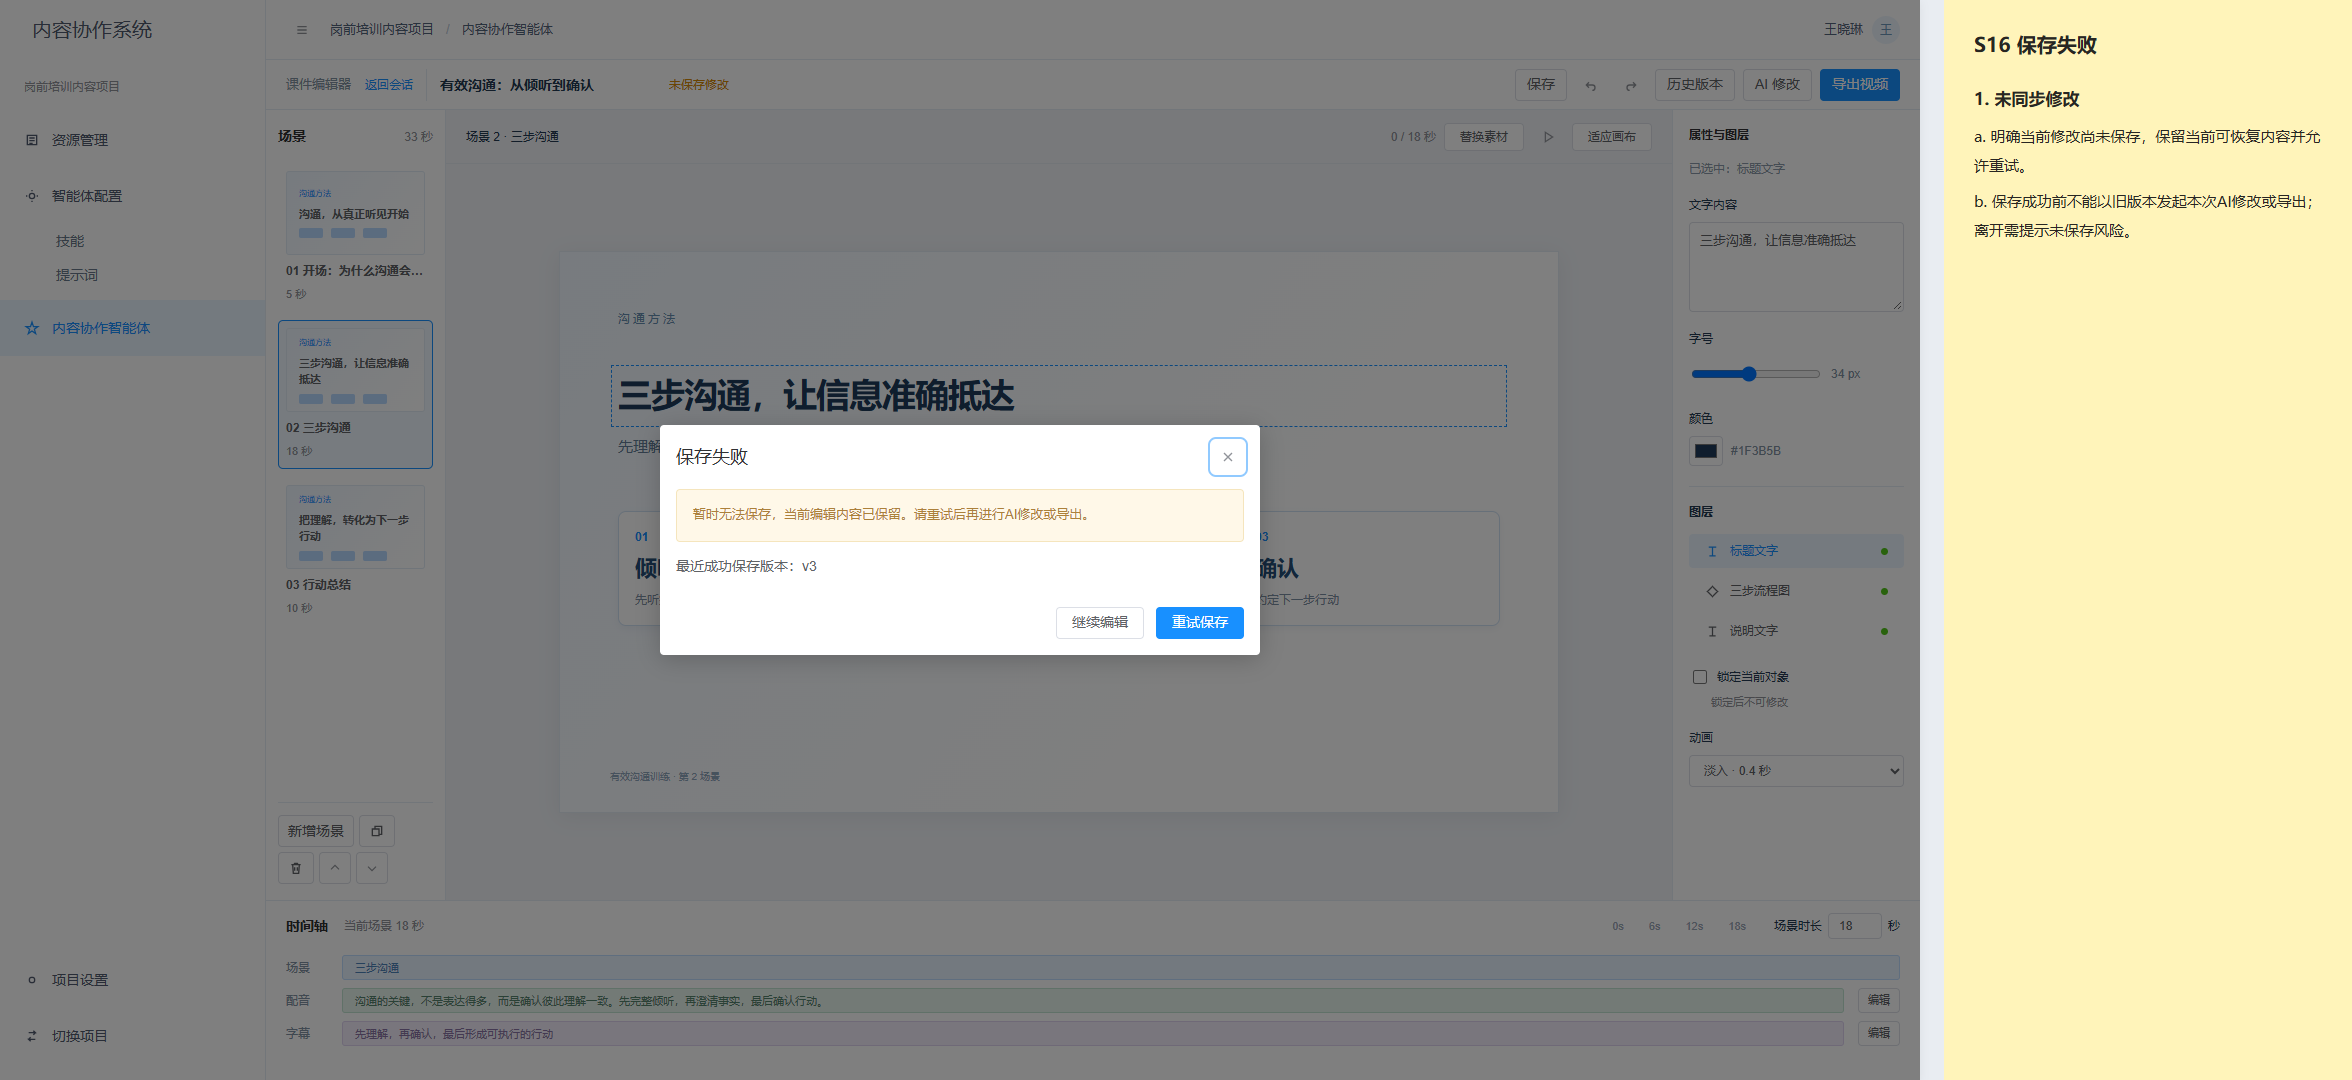 内容协作系统
岗前培训内容项目
资源管理
智能体配置
技能
提示词
内容协作智能体
项目设置
切换项目
岗前培训内容项目 / 内容协作智能体
王晓琳 王
课件编辑器 返回会话 有效沟通：从倾听到确认 未保存修改
保存 历史版本 AI 修改 导出视频
场景 33 秒
沟通方法
沟通，从真正听见开始
01 开场：为什么沟通会...
5 秒
沟通方法
三步沟通，让信息准确
抵达
02 三步沟通
18 秒
沟通方法
把理解，转化为下一步
行动
03 行动总结
10 秒
新增场景
场景 2 · 三步沟通 0 / 18 秒 替换素材 适应画布
沟通方法
三步沟通，让信息准确抵达
先理解
01
先听
03
确认
定下一步行动
有效沟通训练 · 第 2 场景
保存失败
暂时无法保存，当前编辑内容已保留。请重试后再进行AI修改或导出。
最近成功保存版本：v3
继续编辑 重试保存
属性与图层
已选中：标题文字
文字内容
三步沟通，让信息准确抵达
字号
34 px
颜色
#1F3B5B
图层
标题文字
三步流程图
说明文字
锁定当前对象
锁定后不可修改
动画
淡入 · 0.4 秒
时间轴 当前场景 18 秒 0s 6s 12s 18s 场景时长 18 秒
场景 三步沟通
配音 沟通的关键，不是表达得多，而是确认彼此理解一致。先完整倾听，再澄清事实，最后确认行动。 编辑
字幕 先理解，再确认，最后形成可执行的行动 编辑
S16 保存失败
1. 未同步修改
a. 明确当前修改尚未保存，保留当前可恢复内容并允
许重试。
b. 保存成功前不能以旧版本发起本次AI修改或导出；
离开需提示未保存风险。